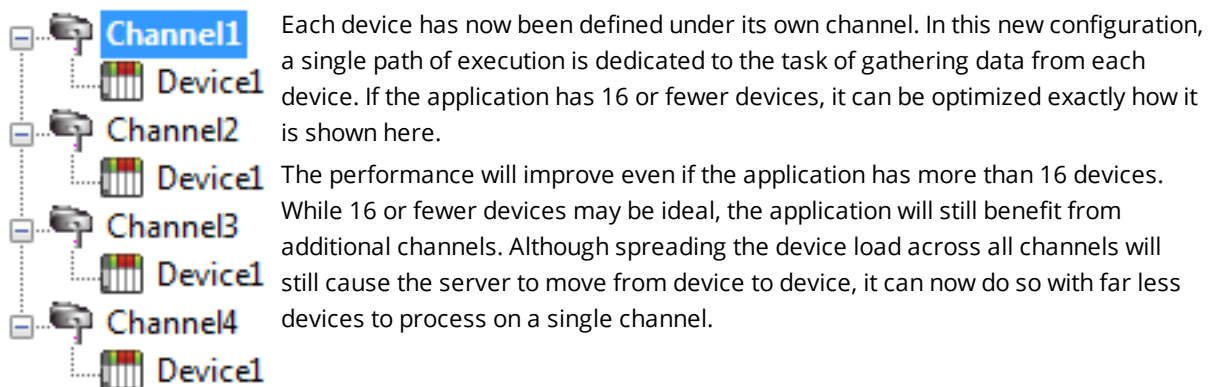 Channel1
Device1
Channel2
Device1
Channel3
Device1
Channel4
Device1
Each device has now been defined under its own channel. In this new configuration,
a single path of execution is dedicated to the task of gathering data from each
device. If the application has 16 or fewer devices, it can be optimized exactly how it
is shown here.
The performance will improve even if the application has more than 16 devices.
While 16 or fewer devices may be ideal, the application will still benefit from
additional channels. Although spreading the device load across all channels will
still cause the server to move from device to device, it can now do so with far less
devices to process on a single channel.